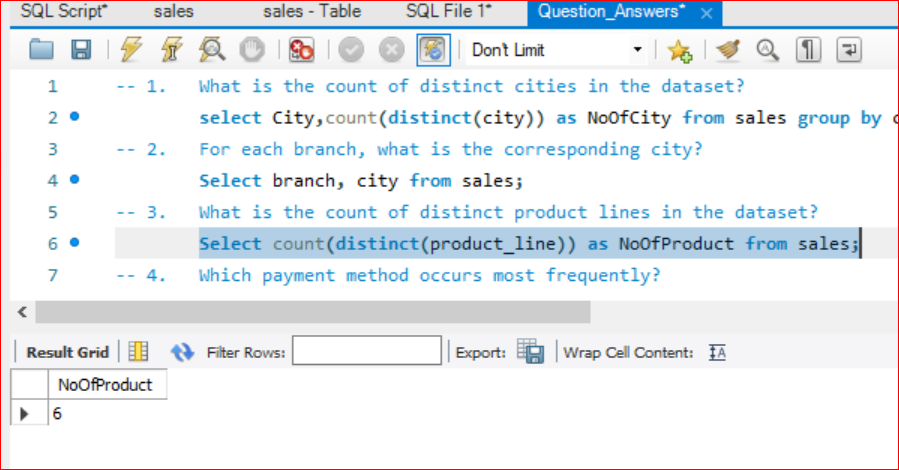 SQL Script* sales sales - Table SQL File 1* Question_Answers* ×
Don't Limit
1 -- 1. What is the count of distinct cities in the dataset?
2 select City,count(distinct(city)) as NoOfCity from sales group by
3 -- 2. For each branch, what is the corresponding city?
4 Select branch, city from sales;
5 -- 3. What is the count of distinct product lines in the dataset?
6 Select count(distinct(product_line)) as NoOfProduct from sales;
7 -- 4. Which payment method occurs most frequently?
Result Grid Filter Rows: Export: Wrap Cell Content:
NoOfProduct
6